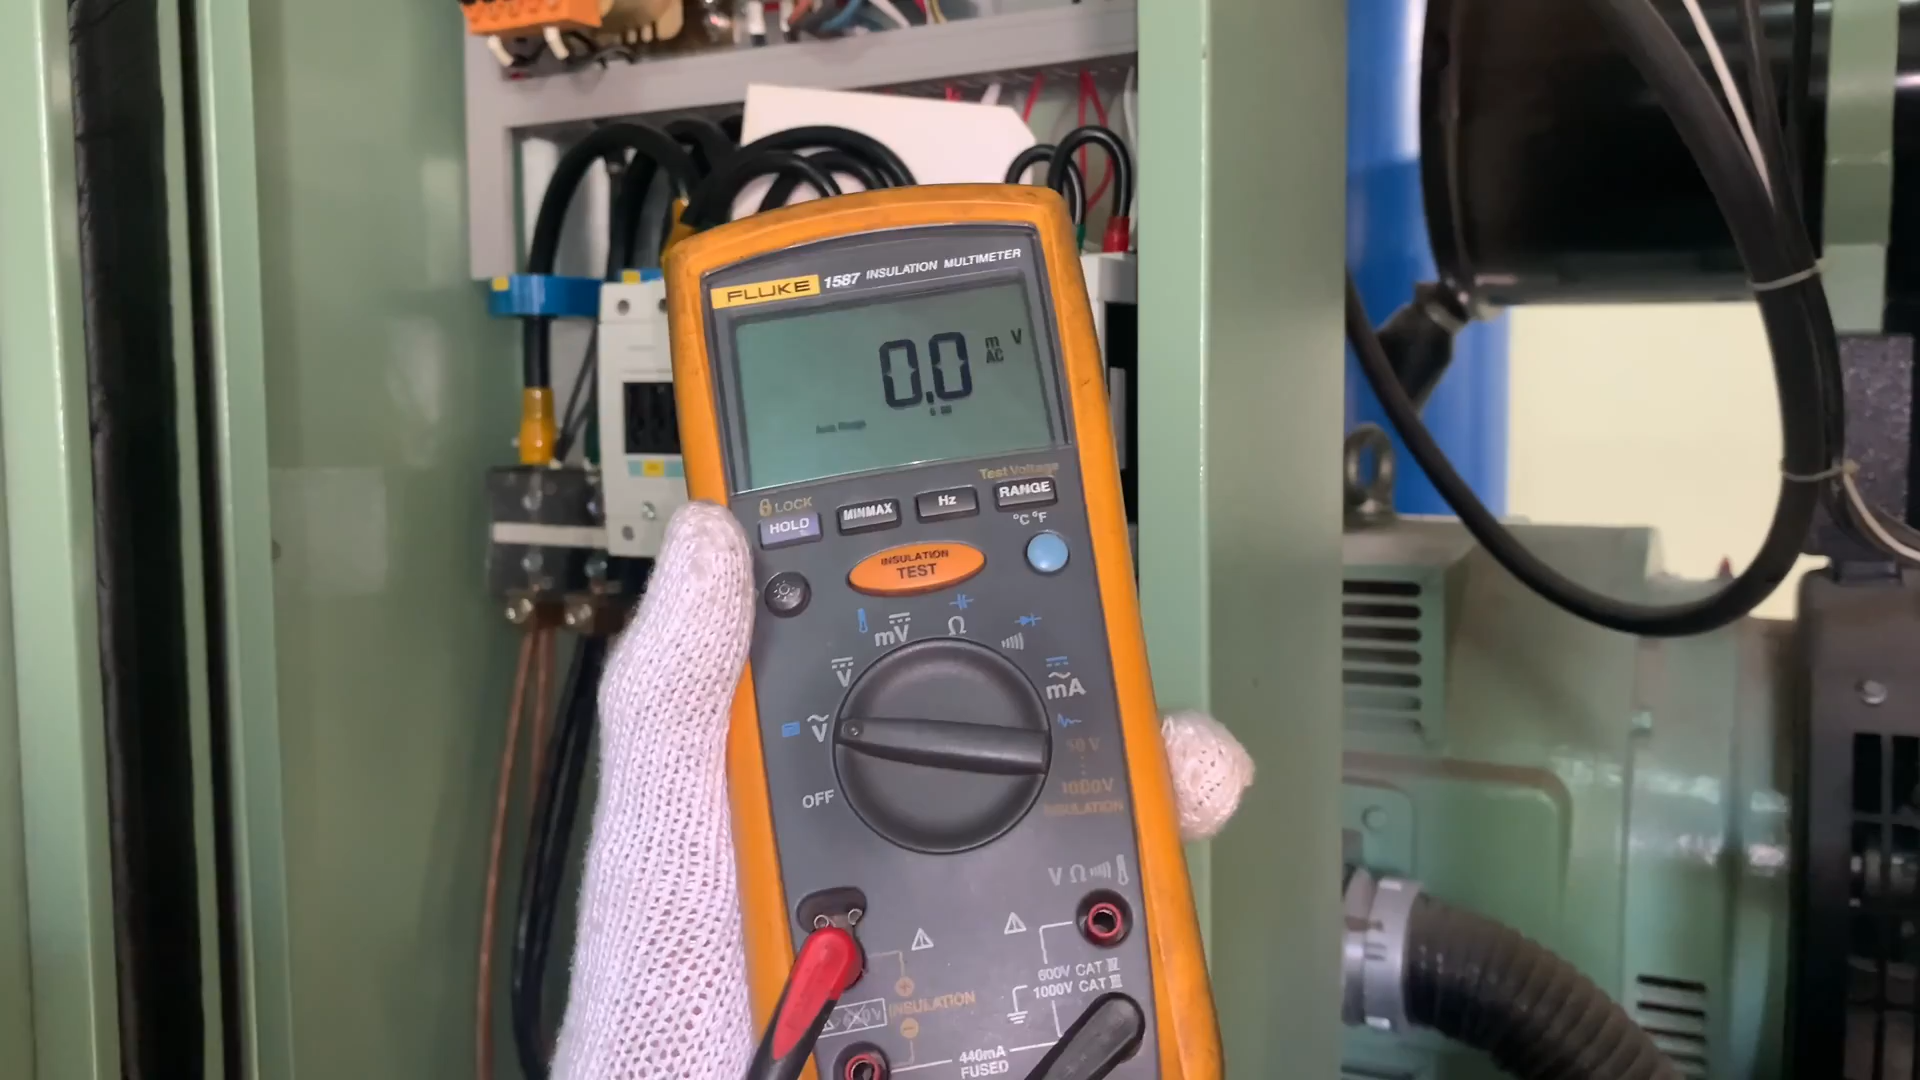 FLUKE 1587 INSULATION MULTIMETER
0.0 m V
AC
Auto Range
Test Voltage
LOCK
HOLD MINMAX Hz RANGE
°C °F
INSULATION
TEST
mV Ω
V mA
V
OFF
50 V
1000V
INSULATION
V Ω
600V CAT IV
1000V CAT III
+ INSULATION
−
440mA
FUSED